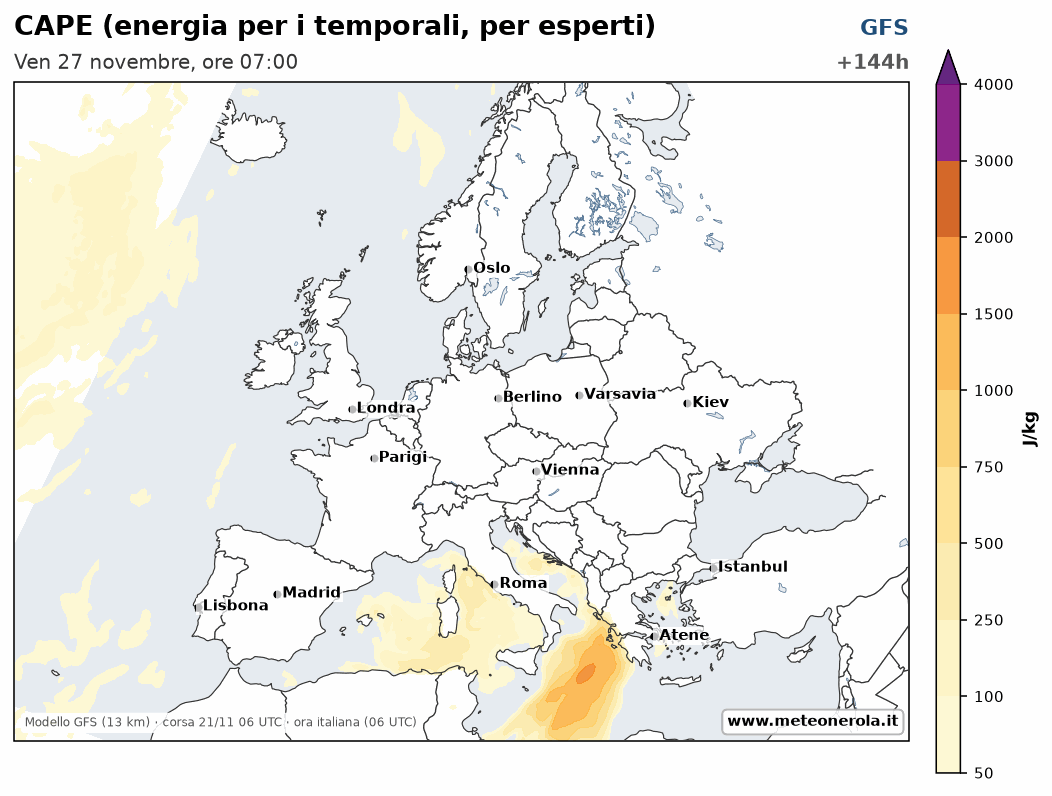 CAPE (energia per i temporali, per esperti)
GFS
Ven 27 novembre, ore 07:00
+144h
4000
3000
2000
1500
1000
750
500
250
100
50
J/kg
Oslo
Londra
Berlino
Varsavia
Kiev
Parigi
Vienna
Istanbul
Roma
Madrid
Lisbona
Atene
Modello GFS (13 km) · corsa 21/11 06 UTC · ora italiana (06 UTC)
www.meteonerola.it